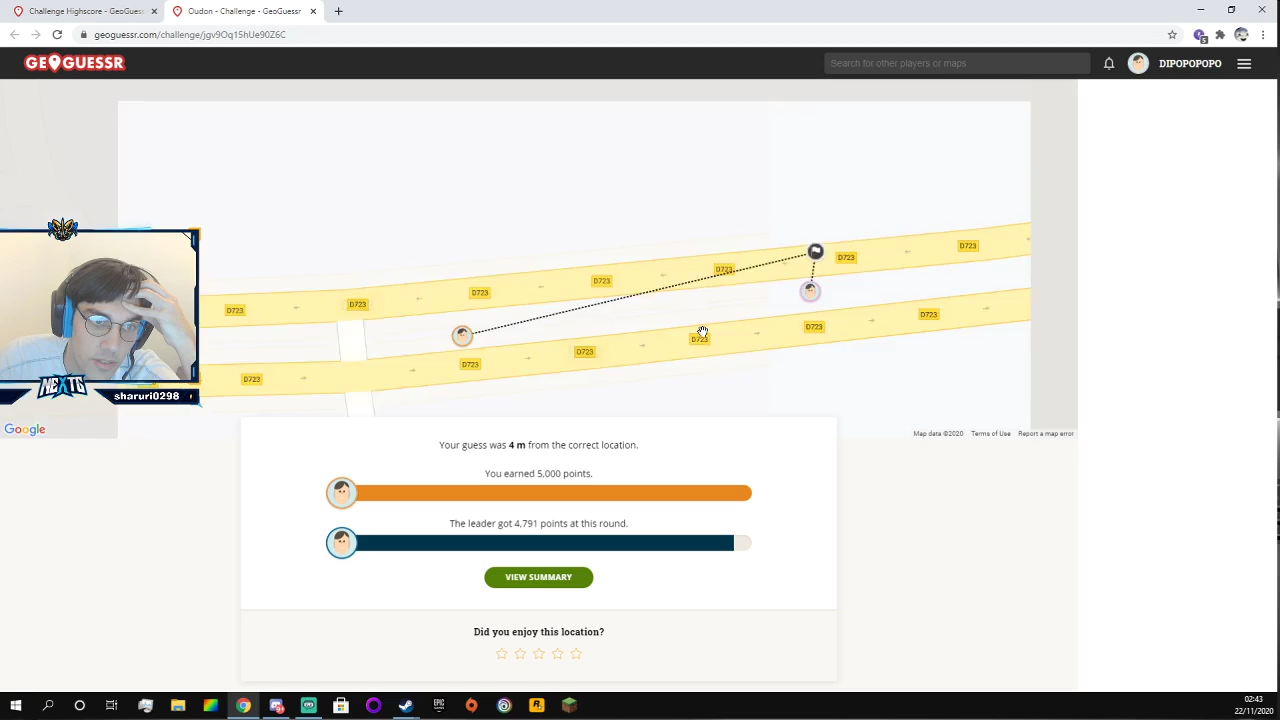 Challenge Highscore - GeoGuess
Oudon - Challenge - GeoGuessr
geoguessr.com/challenge/jgv9Oq15hUe90Z6C
GEOGUESSR
Search for other players or maps
DIPOPOPOPO
D723 D723 D723 D723 D723 D723 D723
D723 D723 D723 D723 D723 D723
NEXTG
sharuri0298
Google
Map data ©2020 Terms of Use Report a map error
Your guess was 4 m from the correct location.
You earned 5,000 points.
The leader got 4,791 points at this round.
VIEW SUMMARY
Did you enjoy this location?
EPIC
02:43
22/11/2020